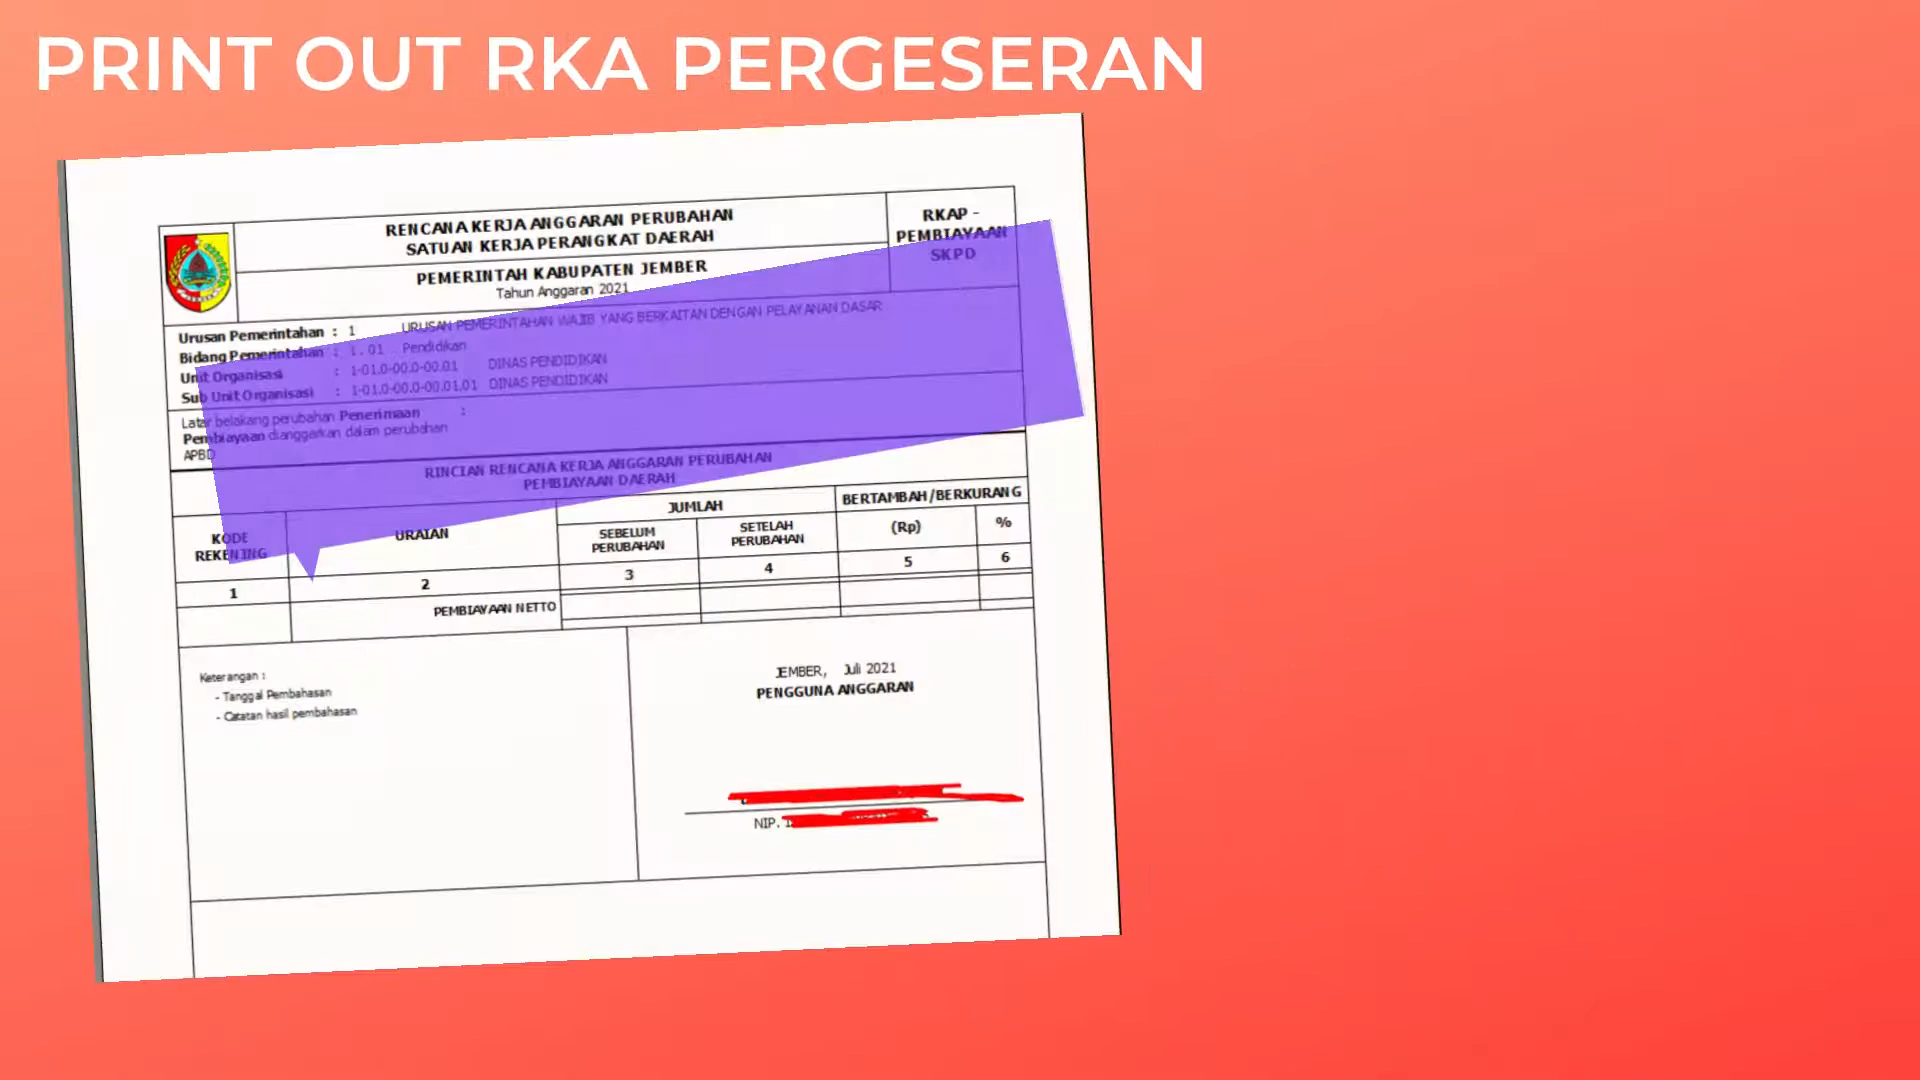 PRINT OUT RKA PERGESERAN
RENCANA KERJA ANGGARAN PERUBAHAN
SATUAN KERJA PERANGKAT DAERAH
RKAP -
PEMBIAYAAN
SKPD
PEMERINTAH KABUPATEN JEMBER
Tahun Anggaran 2021
Urusan Pemerintahan : 1 URUSAN PEMERINTAHAN WAJIB YANG BERKAITAN DENGAN PELAYANAN DASAR
Bidang Pemerintahan : 1. 01 Pendidikan
Unit Organisasi : 1-01.0-00.0-00.01 DINAS PENDIDIKAN
Sub Unit Organisasi : 1-01.0-00.0-00.01.01 DINAS PENDIDIKAN
Latar belakang perubahan Penerimaan :
Pembiayaan dianggarkan dalam perubahan
APBD
RINCIAN RENCANA KERJA ANGGARAN PERUBAHAN
PEMBIAYAAN DAERAH
KODE
REKENING
URAIAN
JUMLAH
BERTAMBAH/BERKURANG
SEBELUM
PERUBAHAN
SETELAH
PERUBAHAN
(Rp)
%
1 2 3 4 5 6
PEMBIAYAAN NETTO
Keterangan :
- Tanggal Pembahasan
- Catatan hasil pembahasan
JEMBER, Juli 2021
PENGGUNA ANGGARAN
NIP.